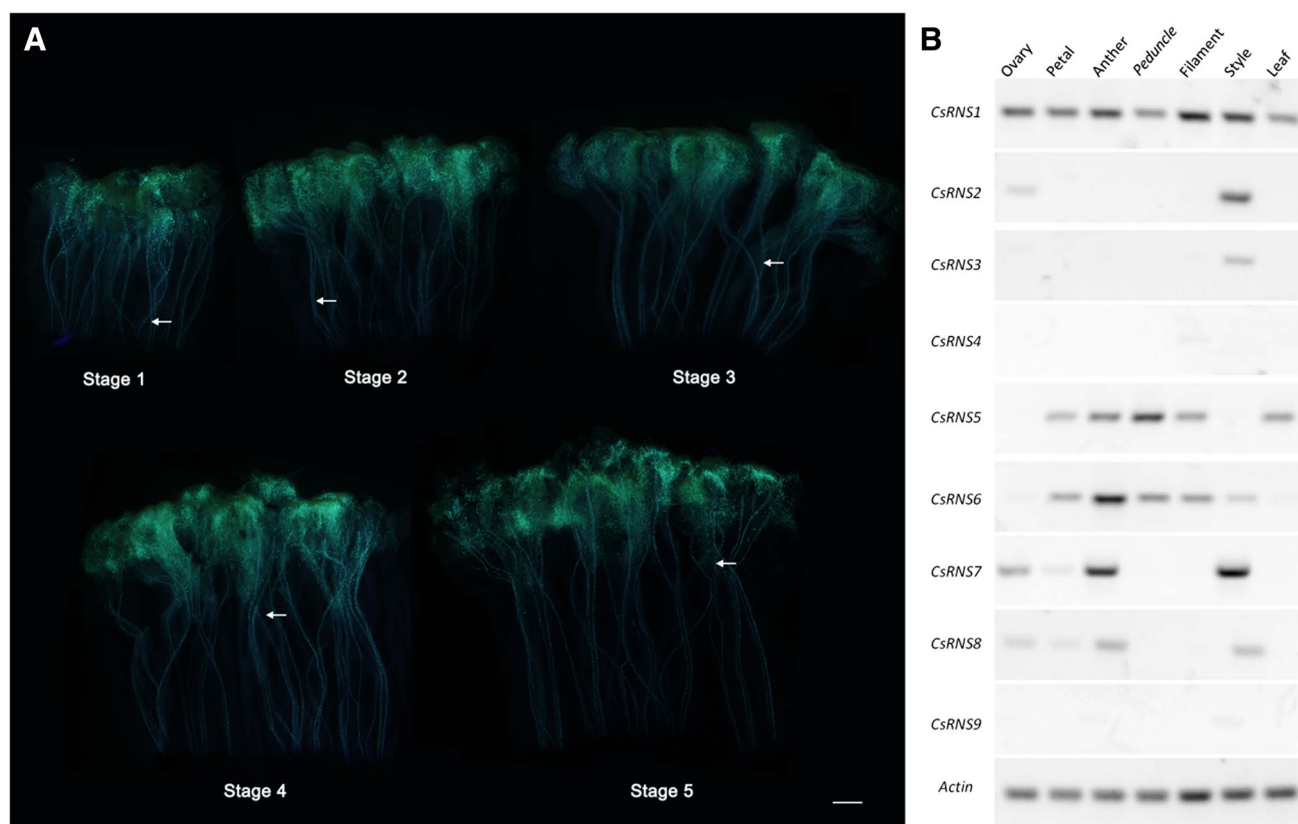 A
Stage 1
Stage 2
Stage 3
Stage 4
Stage 5
B
Ovary
Petal
Anther
Peduncle
Filament
Style
Leaf
CsRNS1
CsRNS2
CsRNS3
CsRNS4
CsRNS5
CsRNS6
CsRNS7
CsRNS8
CsRNS9
Actin